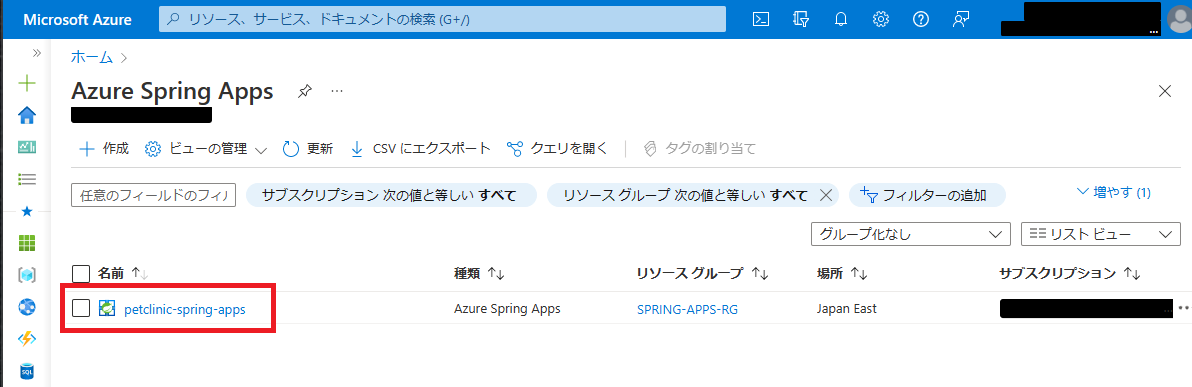 Microsoft Azure
リソース、サービス、ドキュメントの検索 (G+/)
...
ホーム >
Azure Spring Apps
...
作成 ビューの管理 更新 CSV にエクスポート クエリを開く タグの割り当て
任意のフィールドのフィル サブスクリプション 次の値と等しい すべて リソース グループ 次の値と等しい すべて フィルターの追加 増やす (1)
グループ化なし リスト ビュー
名前 ↑↓ 種類 ↑↓ リソース グループ ↑↓ 場所 ↑↓ サブスクリプション ↑↓
petclinic-spring-apps Azure Spring Apps SPRING-APPS-RG Japan East
SQL